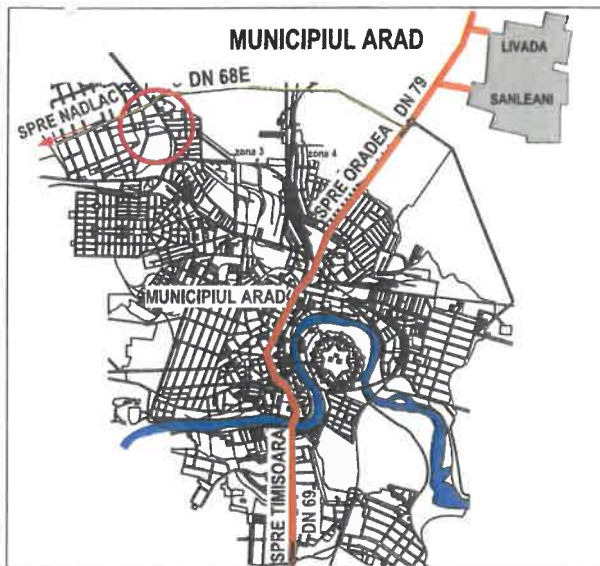 MUNICIPIUL ARAD
LIVADA
SANLEANI
DN 68E
SPRE NADLAC
zona 3
zona 4
SPRE ORADEA DN 79
MUNICIPIUL ARAD
SPRE TIMISOARA
DN 69